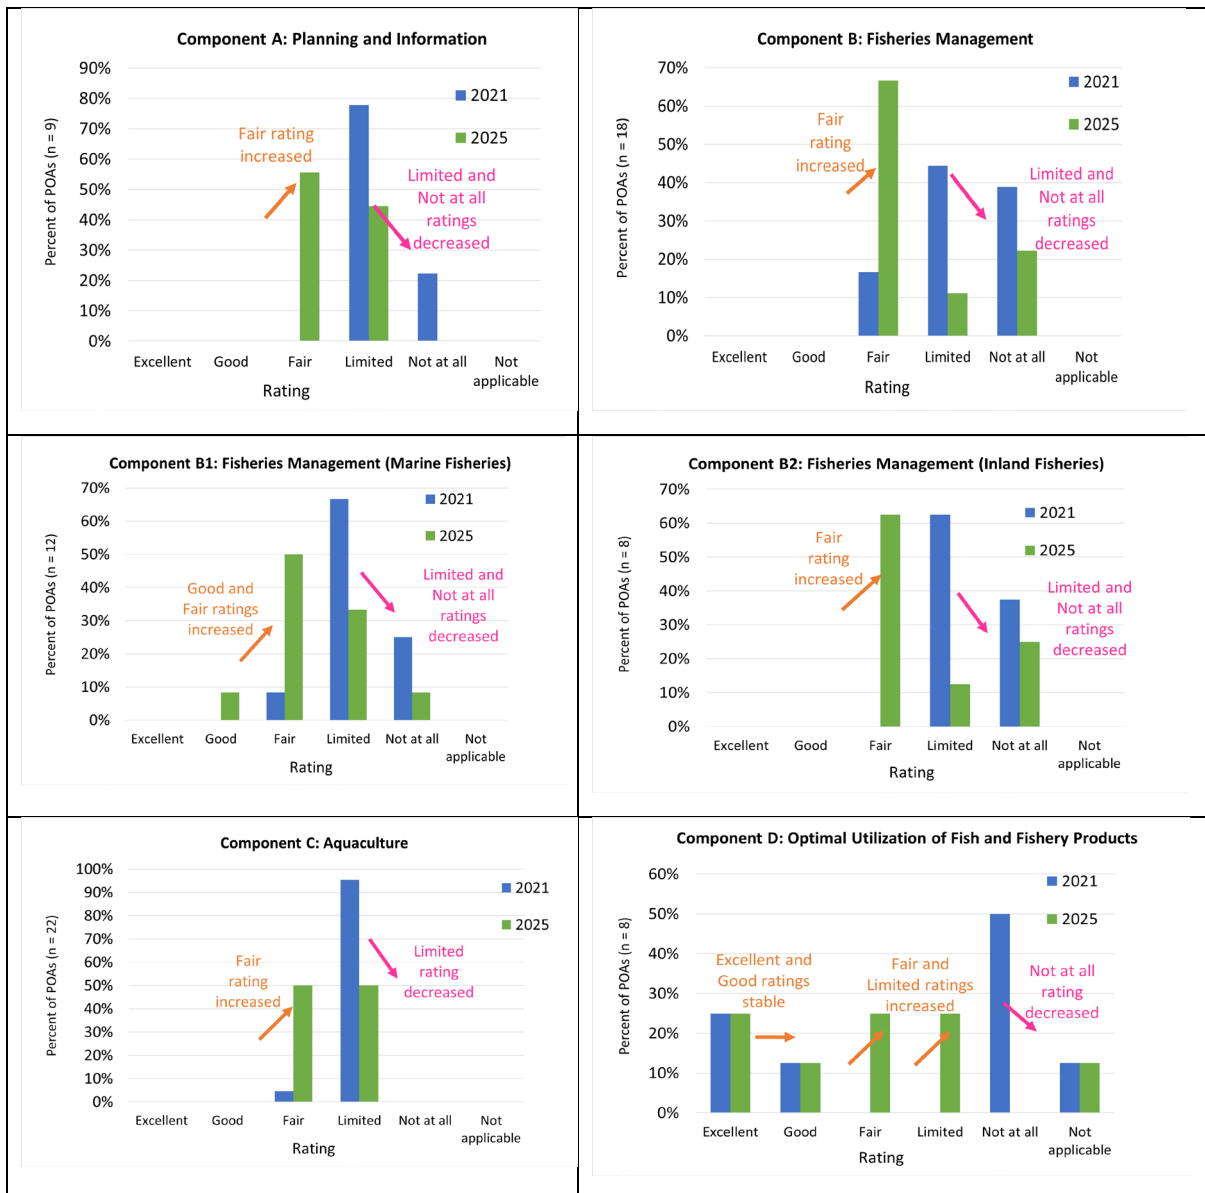 Component A: Planning and Information
90%
80%
70%
60%
50%
40%
30%
20%
10%
0%
Percent of POAs (n = 9)
2021
2025
Fair rating
increased
Limited and
Not at all
ratings
decreased
Excellent Good Fair Limited Not at all Not
applicable
Rating
Component B: Fisheries Management
70%
60%
50%
40%
30%
20%
10%
0%
Percent of POAs (n = 18)
2021
2025
Fair
rating
increased
Limited and
Not at all
ratings
decreased
Excellent Good Fair Limited Not at all Not
applicable
Rating
Component B1: Fisheries Management (Marine Fisheries)
70%
60%
50%
40%
30%
20%
10%
0%
Percent of POAs (n = 12)
2021
2025
Good and
Fair ratings
increased
Limited and
Not at all
ratings
decreased
Excellent Good Fair Limited Not at all Not
applicable
Rating
Component B2: Fisheries Management (Inland Fisheries)
70%
60%
50%
40%
30%
20%
10%
0%
Percent of POAs (n = 8)
2021
2025
Fair
rating
increased
Limited and
Not at all
ratings
decreased
Excellent Good Fair Limited Not at all Not
applicable
Rating
Component C: Aquaculture
100%
90%
80%
70%
60%
50%
40%
30%
20%
10%
0%
Percent of POAs (n = 22)
2021
2025
Fair
rating
increased
Limited
rating
decreased
Excellent Good Fair Limited Not at all Not
applicable
Rating
Component D: Optimal Utilization of Fish and Fishery Products
60%
50%
40%
30%
20%
10%
0%
Percent of POAs (n = 8)
2021
2025
Excellent and
Good ratings
stable
Fair and
Limited ratings
increased
Not at all
rating
decreased
Excellent Good Fair Limited Not at all Not
applicable
Rating